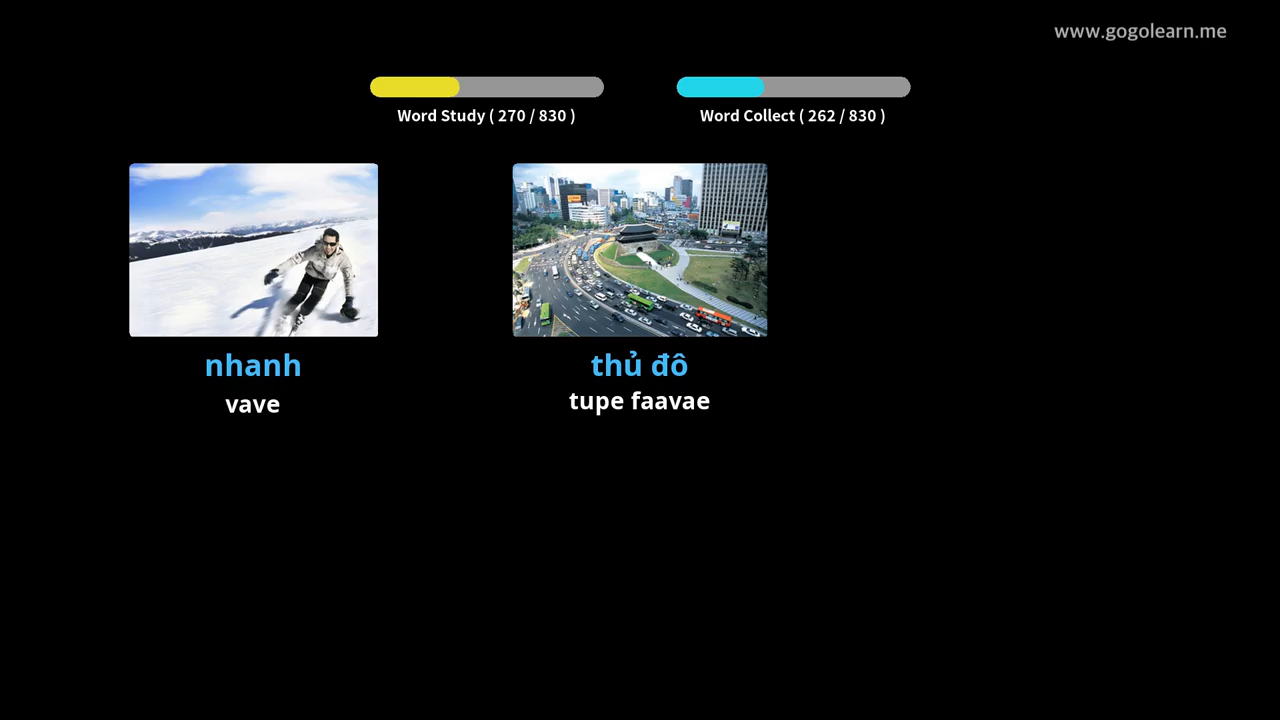 www.gogolearn.me
Word Study ( 270 / 830 )
Word Collect ( 262 / 830 )
nhanh
vave
thủ đô
tupe faavae